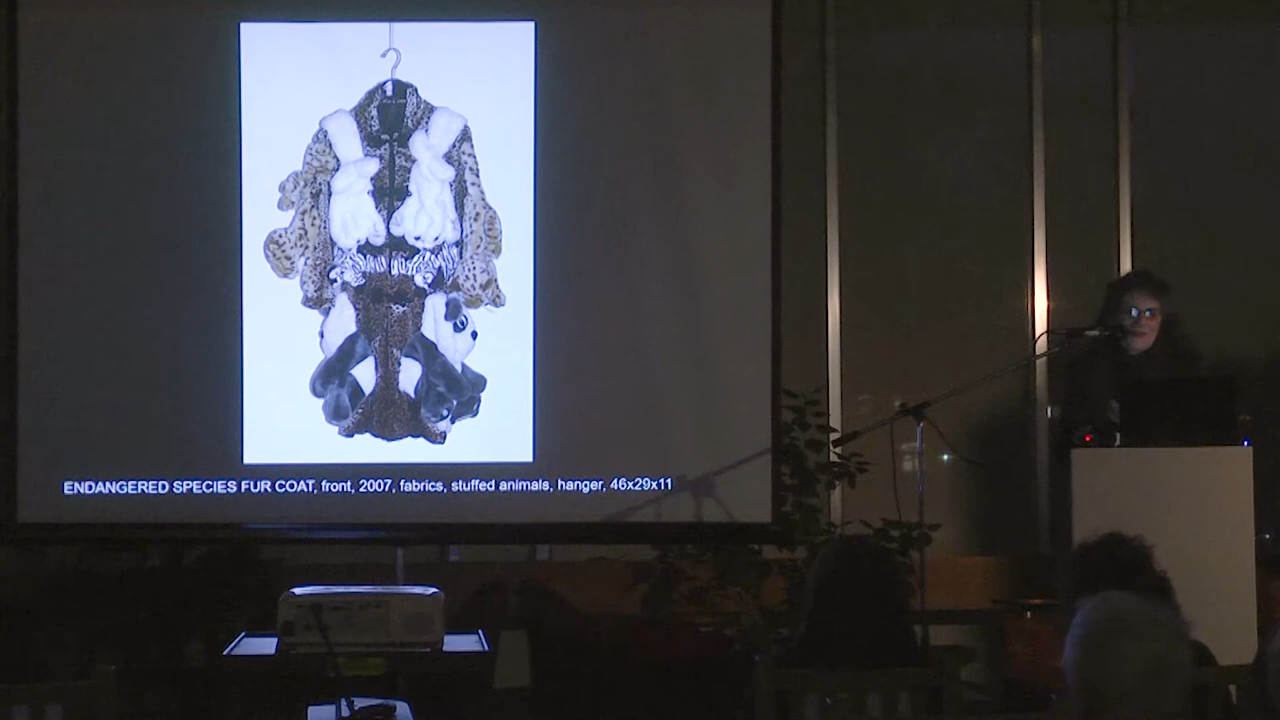 ENDANGERED SPECIES FUR COAT, front, 2007, fabrics, stuffed animals, hanger, 46x29x11